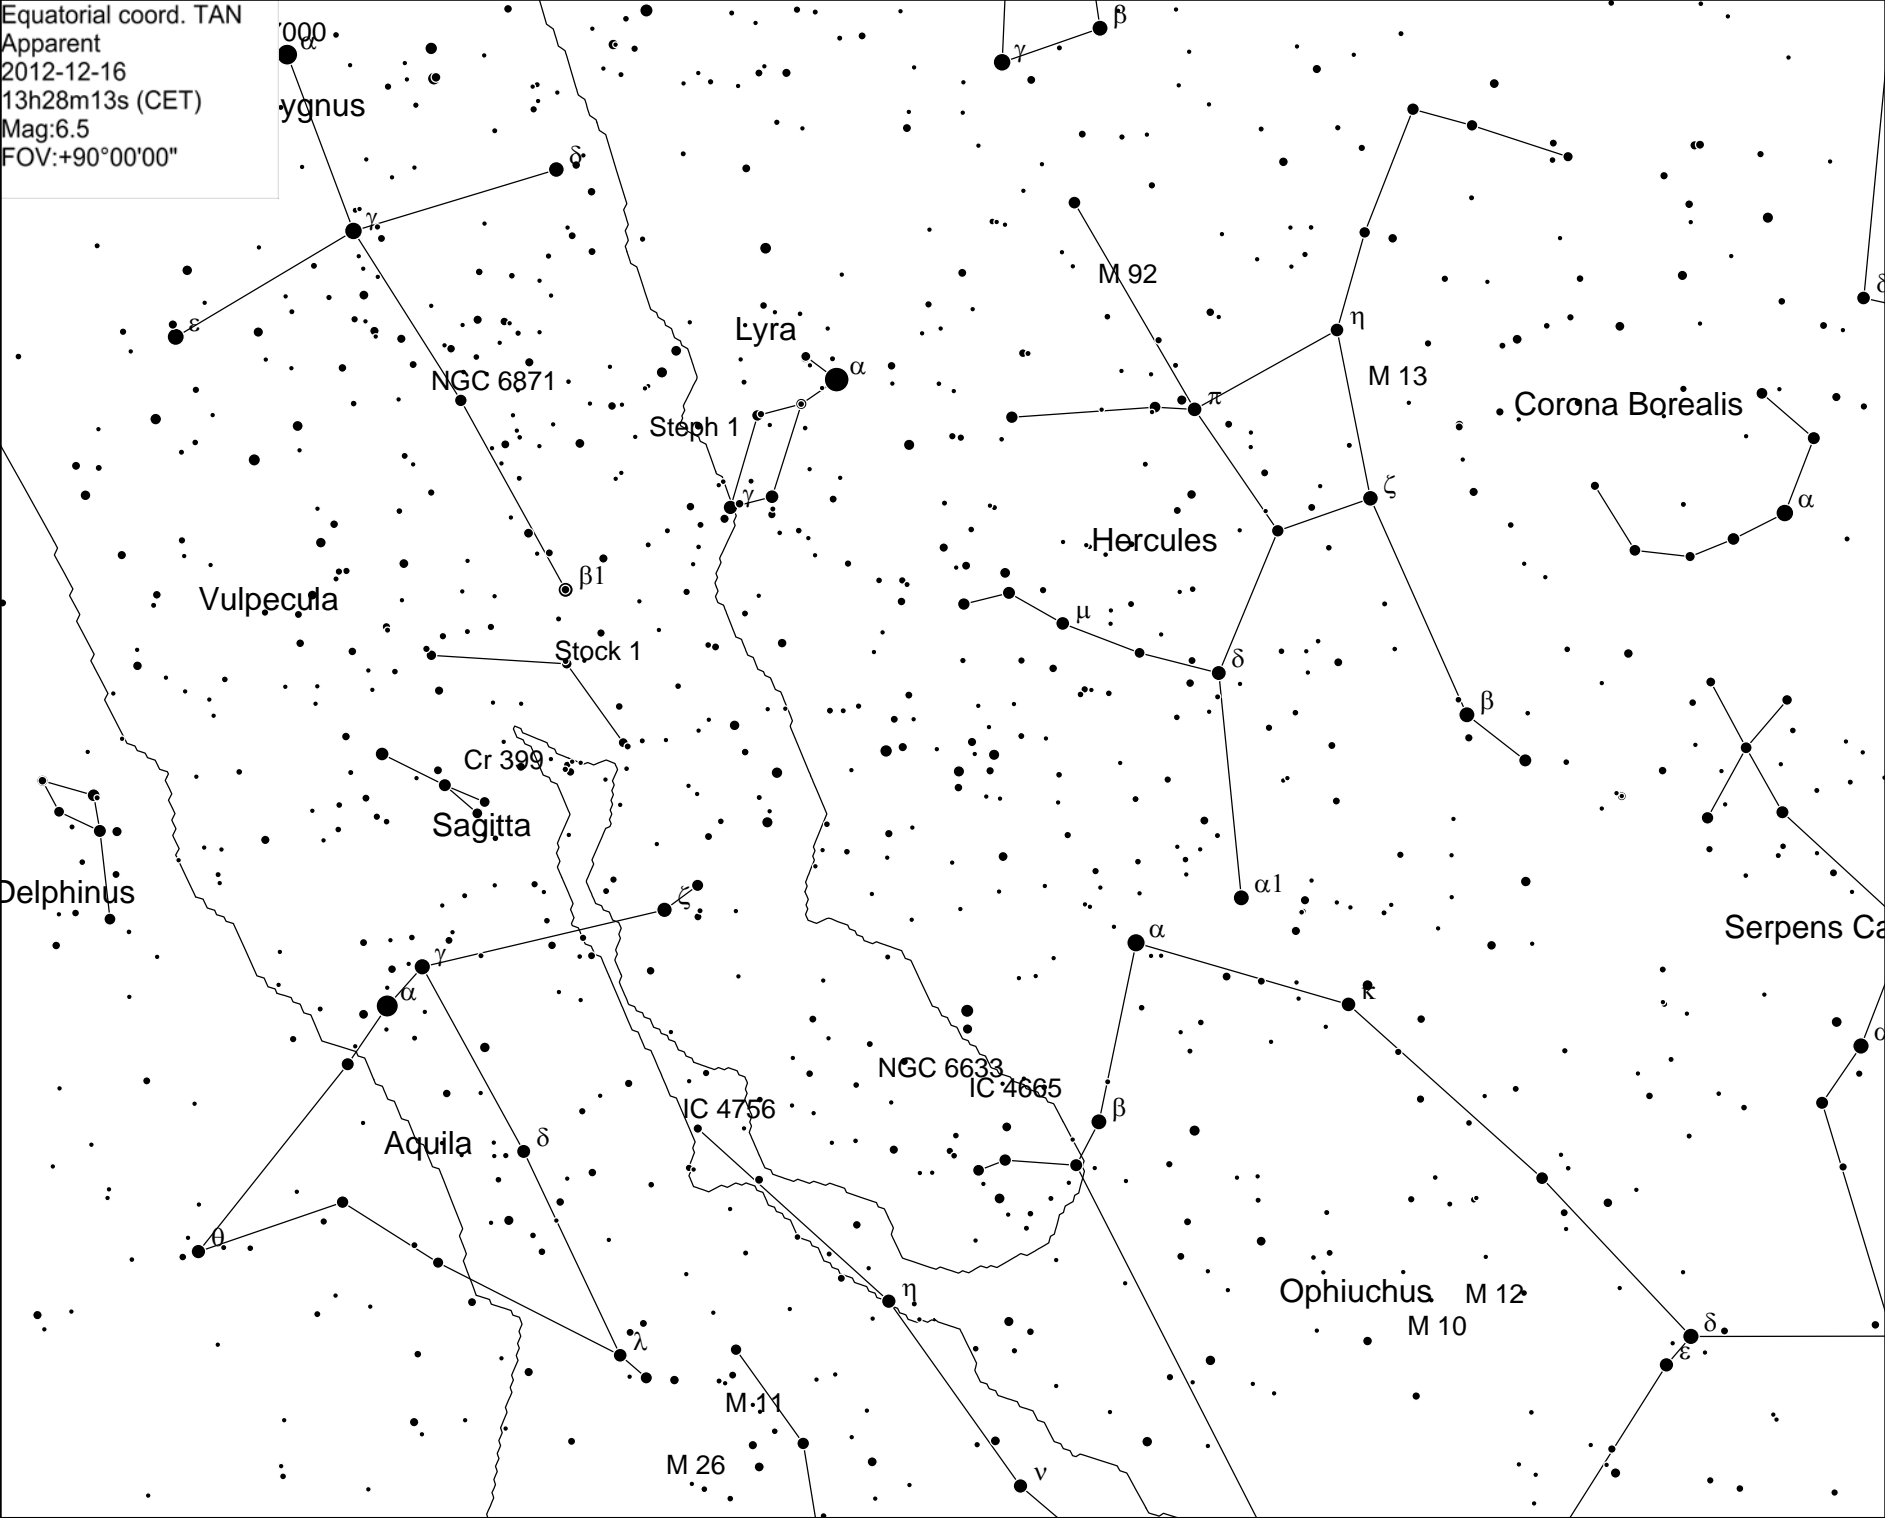 Equatorial coord. TAN
Apparent
2012-12-16
13h28m13s (CET)
Mag:6.5
FOV:+90°00'00"
7000
α
β
γ
ygnus
δ
γ
M 92
δ
ε
Lyra
η
α
M 13
NGC 6871
π
Corona Borealis
Steph 1
γ
ζ
α
Hercules
β1
Vulpecula
μ
Stock 1
δ
β
Cr 399
Sagitta
Delphinus
ζ
α1
Serpens Ca
γ
α
α
κ
α
NGC 6633
IC 4665
IC 4756
β
Aquila
δ
θ
Ophiuchus
M 12
η
M 10
λ
δ
ε
M 11
M 26
ν